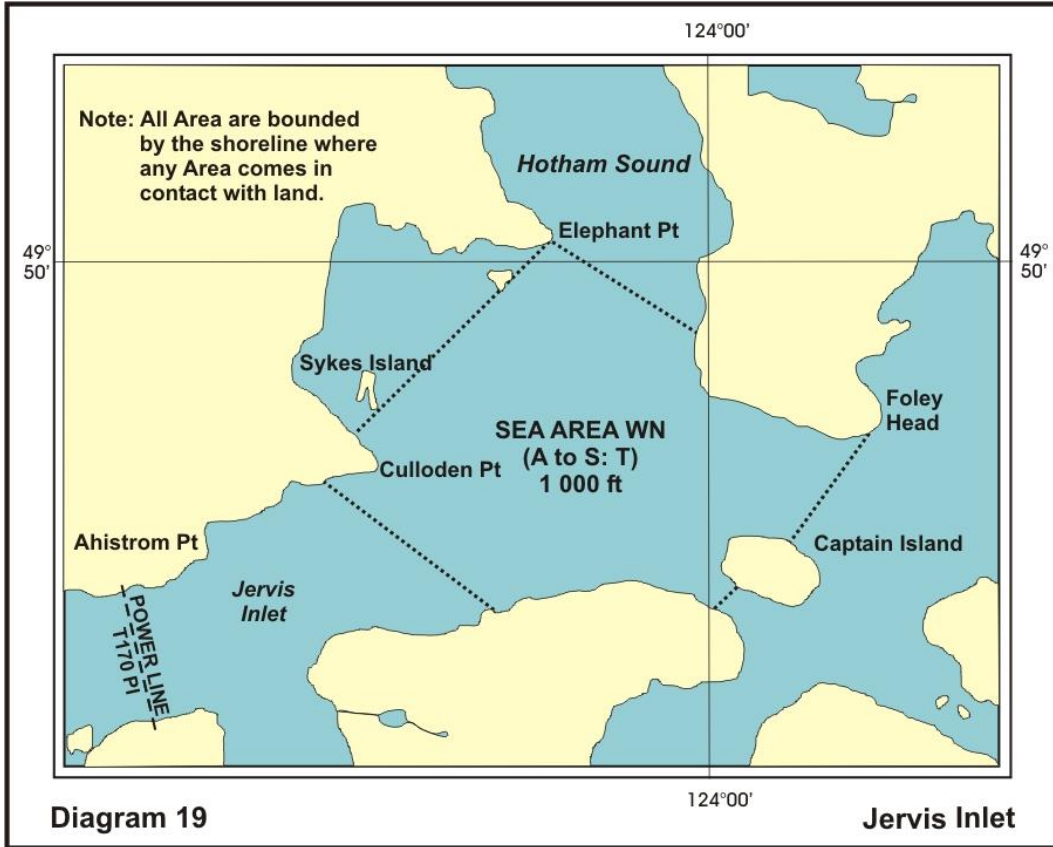 124°00'
Note: All Area are bounded
by the shoreline where
any Area comes in
contact with land.
Hotham Sound
Elephant Pt
49°
50'
49°
50'
Sykes Island
Foley
Head
SEA AREA WN
(A to S: T)
1 000 ft
Culloden Pt
Ahistrom Pt
Captain Island
Jervis
Inlet
POWER LINE
T170 PI
124°00'
Diagram 19
Jervis Inlet